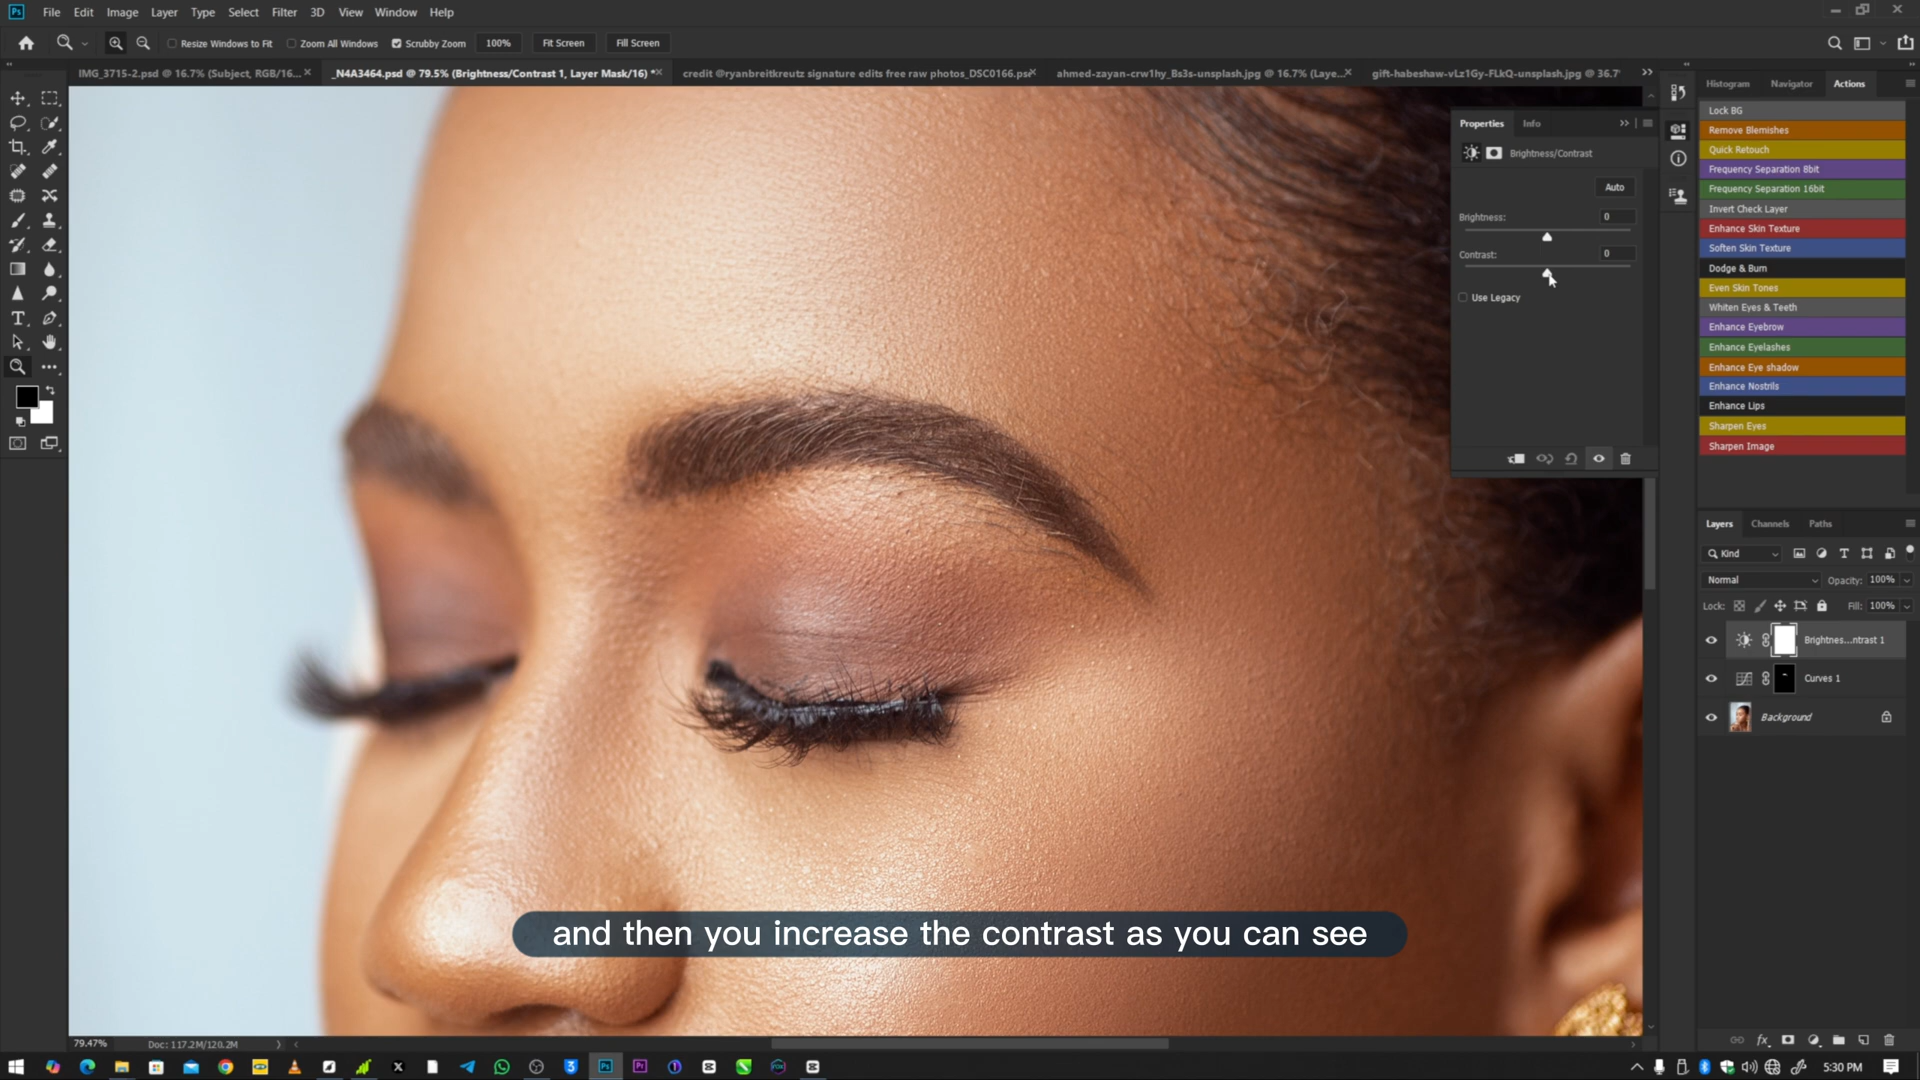 Ps File Edit Image Layer Type Select Filter 3D View Window Help
Resize Windows to Fit Zoom All Windows Scrubby Zoom 100% Fit Screen Fill Screen
IMG_3715-2.psd @ 16.7% (Subject, RGB/16... × _N4A3464.psd @ 79.5% (Brightness/Contrast 1, Layer Mask/16) * × credit @ryanbreitkreutz signature edits free raw photos_DSC0166.psd × ahmed-zayan-crw1hy_Bs3s-unsplash.jpg @ 16.7% (Laye... × gift-habeshaw-vLz1Gy-FLkQ-unsplash.jpg @ 36.7
Properties Info
Brightness/Contrast
Auto
Brightness: 0
Contrast: 0
Use Legacy
Histogram Navigator Actions
Lock BG
Remove Blemishes
Quick Retouch
Frequency Separation 8bit
Frequency Separation 16bit
Invert Check Layer
Enhance Skin Texture
Soften Skin Texture
Dodge & Burn
Even Skin Tones
Whiten Eyes & Teeth
Enhance Eyebrow
Enhance Eyelashes
Enhance Eye shadow
Enhance Nostrils
Enhance Lips
Sharpen Eyes
Sharpen Image
Layers Channels Paths
Kind
Normal Opacity: 100%
Lock: Fill: 100%
Brightnes...ntrast 1
Curves 1
Background
and then you increase the contrast as you can see
79.47% Doc: 117.2M/120.2M
5:30 PM